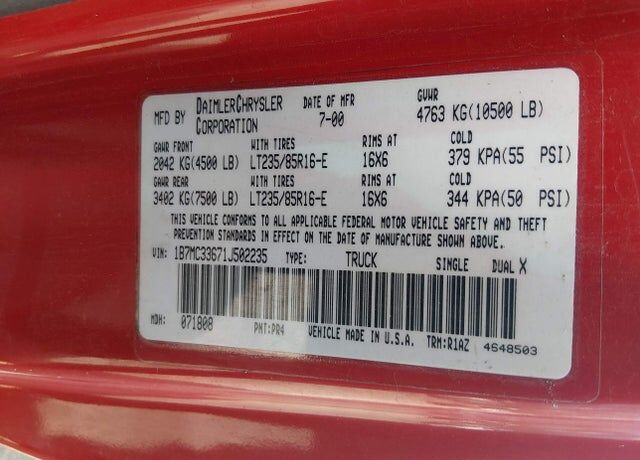 MFD BY DAIMLERCHRYSLER CORPORATION DATE OF MFR 7-00 GVWR 4763 KG(10500 LB)
GAWR FRONT WITH TIRES RIMS AT COLD
2042 KG(4500 LB) LT235/85R16-E 16X6 379 KPA(55 PSI)
GAWR REAR WITH TIRES RIMS AT COLD
3402 KG(7500 LB) LT235/85R16-E 16X6 344 KPA(50 PSI)
THIS VEHICLE CONFORMS TO ALL APPLICABLE FEDERAL MOTOR VEHICLE SAFETY AND THEFT
PREVENTION STANDARDS IN EFFECT ON THE DATE OF MANUFACTURE SHOWN ABOVE.
VIN: 1B7MC33671J502235 TYPE: TRUCK SINGLE DUAL X
MDH: 071808 PNT:PR4 VEHICLE MADE IN U.S.A. TRM:R1AZ 4648503